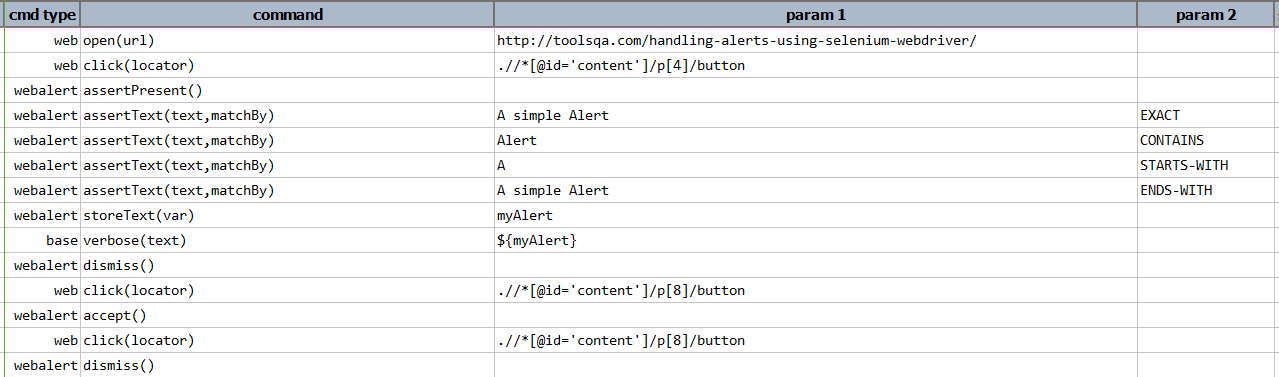 cmd type command param 1 param 2
web open(url) http://toolsqa.com/handling-alerts-using-selenium-webdriver/
web click(locator) .//*[@id='content']/p[4]/button
webalert assertPresent()
webalert assertText(text,matchBy) A simple Alert EXACT
webalert assertText(text,matchBy) Alert CONTAINS
webalert assertText(text,matchBy) A STARTS-WITH
webalert assertText(text,matchBy) A simple Alert ENDS-WITH
webalert storeText(var) myAlert
base verbose(text) ${myAlert}
webalert dismiss()
web click(locator) .//*[@id='content']/p[8]/button
webalert accept()
web click(locator) .//*[@id='content']/p[8]/button
webalert dismiss()